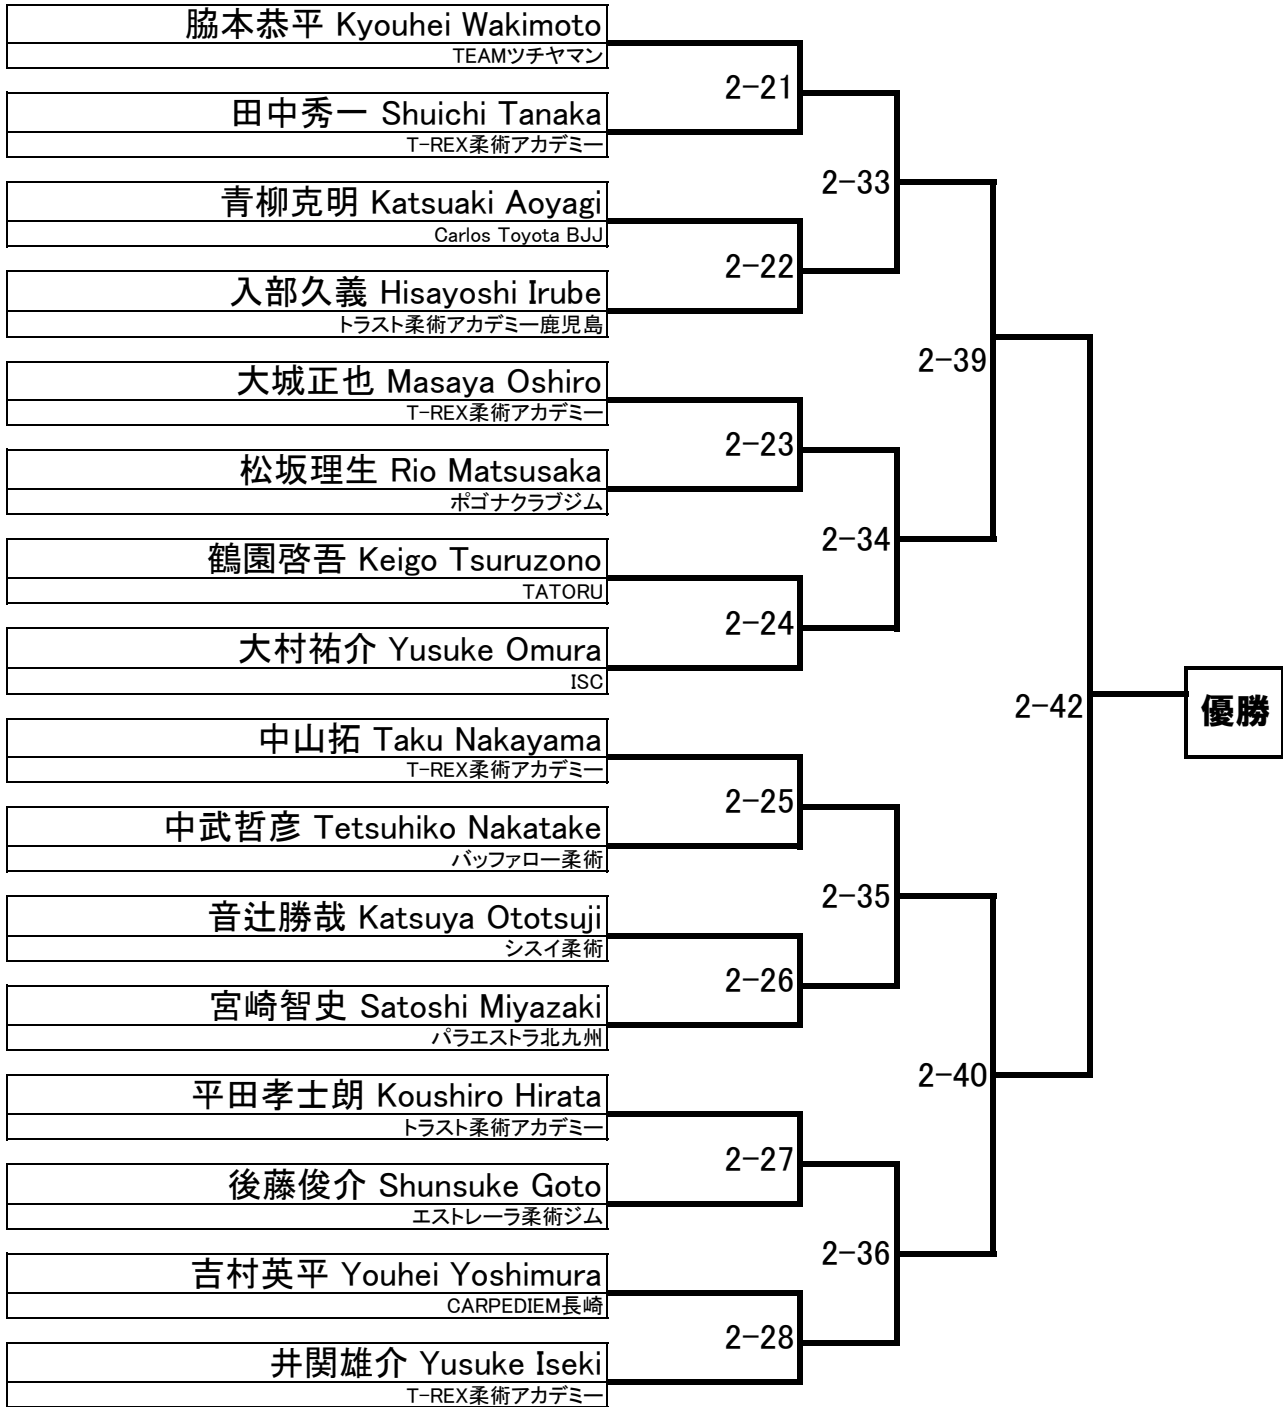 脇本恭平 Kyouhei Wakimoto
TEAMツチヤマン
田中秀一 Shuichi Tanaka
T-REX柔術アカデミー
2-21
青柳克明 Katsuaki Aoyagi
Carlos Toyota BJJ
入部久義 Hisayoshi Irube
トラスト柔術アカデミー鹿児島
2-22
2-33
大城正也 Masaya Oshiro
T-REX柔術アカデミー
松坂理生 Rio Matsusaka
ポゴナクラブジム
2-23
鶴園啓吾 Keigo Tsuruzono
TATORU
大村祐介 Yusuke Omura
ISC
2-24
2-34
2-39
中山拓 Taku Nakayama
T-REX柔術アカデミー
中武哲彦 Tetsuhiko Nakatake
バッファロー柔術
2-25
音辻勝哉 Katsuya Ototsuji
シスイ柔術
宮崎智史 Satoshi Miyazaki
パラエストラ北九州
2-26
2-35
平田孝士朗 Koushiro Hirata
トラスト柔術アカデミー
後藤俊介 Shunsuke Goto
エストレーラ柔術ジム
2-27
吉村英平 Youhei Yoshimura
CARPEDIEM長崎
井関雄介 Yusuke Iseki
T-REX柔術アカデミー
2-28
2-36
2-40
2-42
優勝